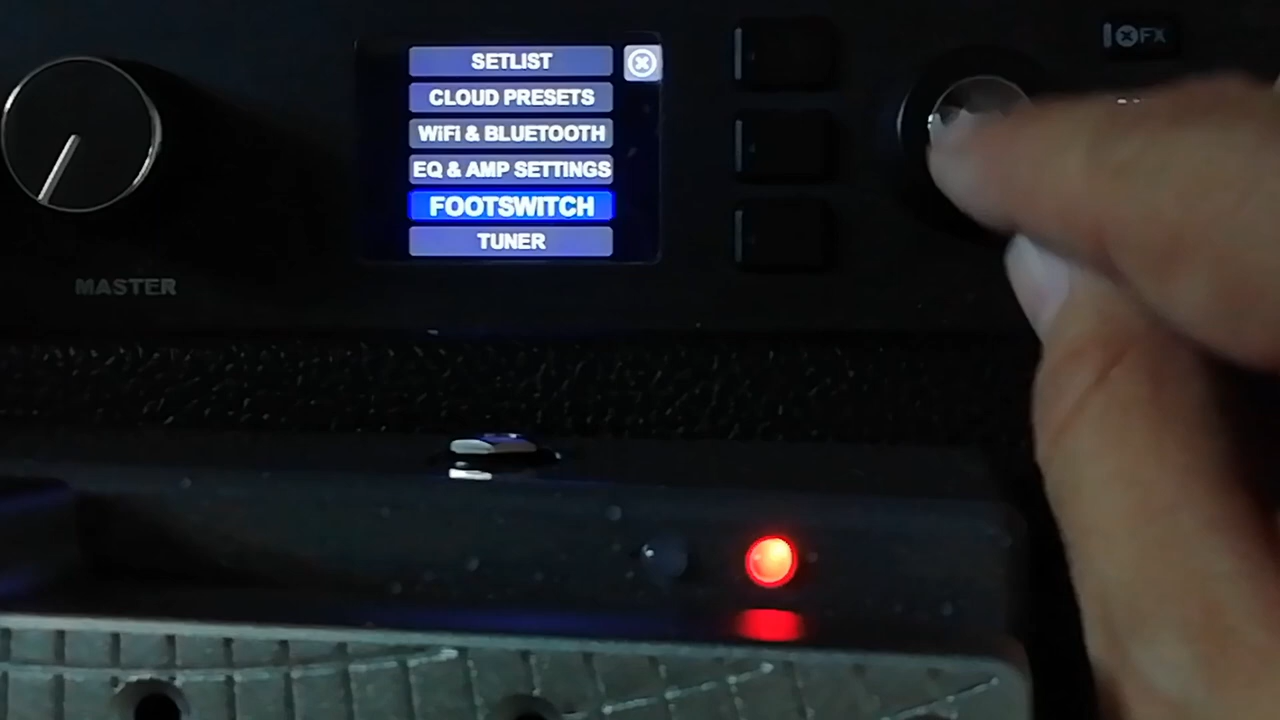 SETLIST
CLOUD PRESETS
WiFi & BLUETOOTH
EQ & AMP SETTINGS
FOOTSWITCH
TUNER
MASTER
FX